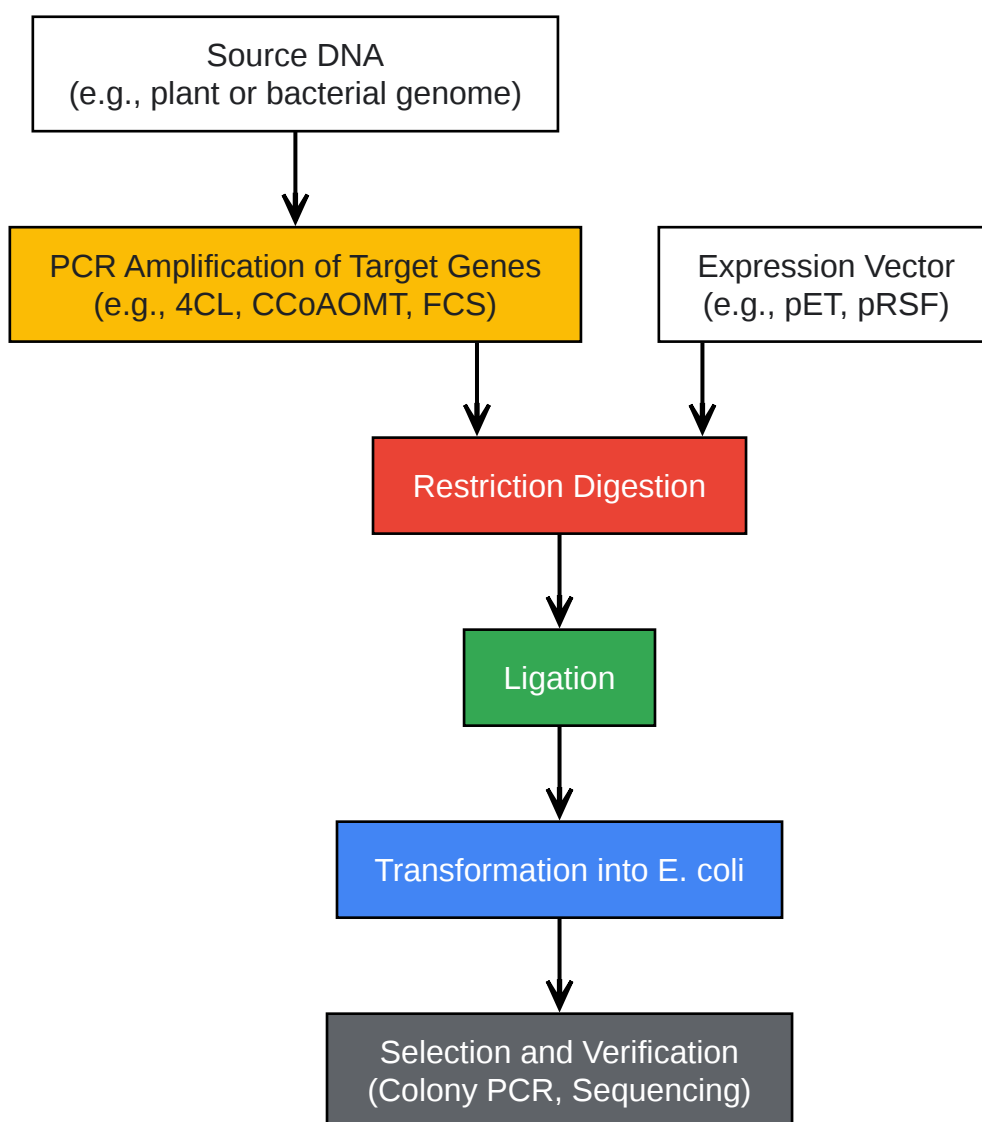 Source DNA
(e.g., plant or bacterial genome)
PCR Amplification of Target Genes
(e.g., 4CL, CCoAOMT, FCS)
Expression Vector
(e.g., pET, pRSF)
Restriction Digestion
Ligation
Transformation into E. coli
Selection and Verification
(Colony PCR, Sequencing)